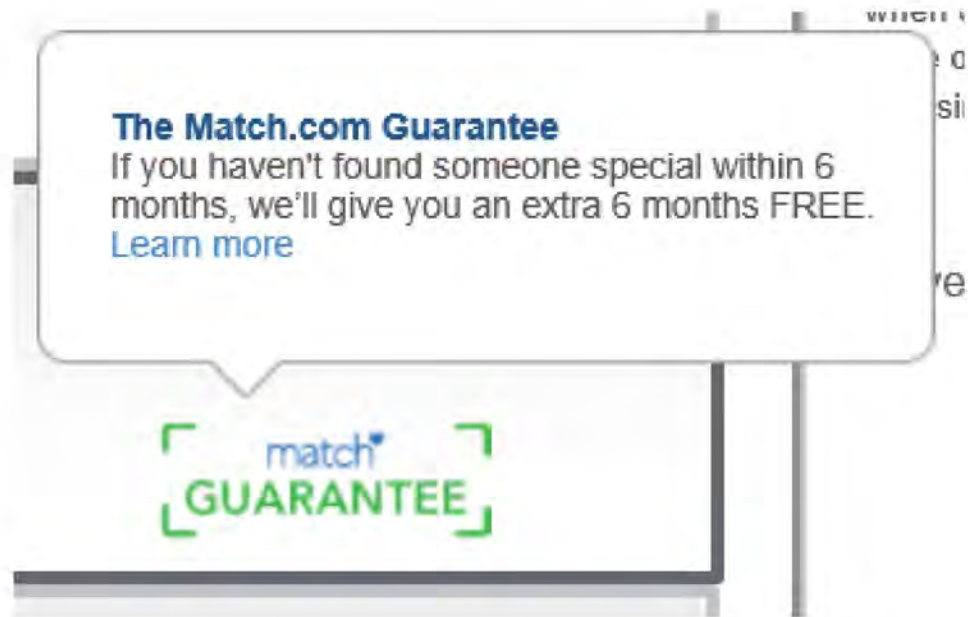 The Match.com Guarantee
If you haven't found someone special within 6
months, we'll give you an extra 6 months FREE.
Learn more
match
GUARANTEE